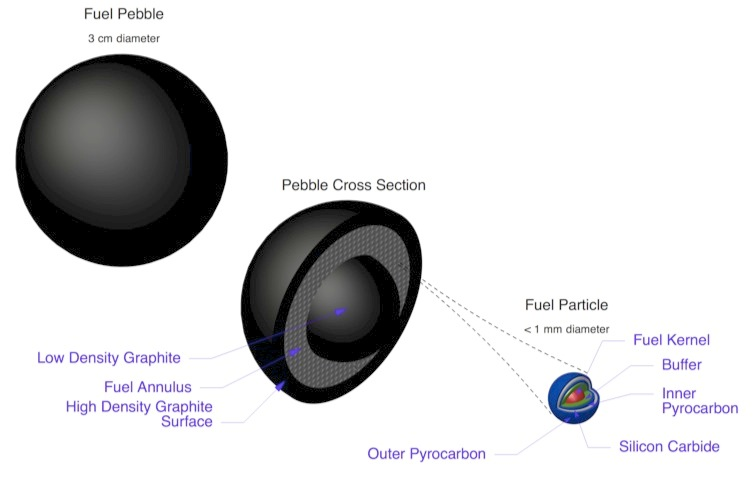 Fuel Pebble
3 cm diameter
Pebble Cross Section
Fuel Particle
< 1 mm diameter
Fuel Kernel
Low Density Graphite
Buffer
Fuel Annulus
Inner
Pyrocarbon
High Density Graphite
Surface
Silicon Carbide
Outer Pyrocarbon